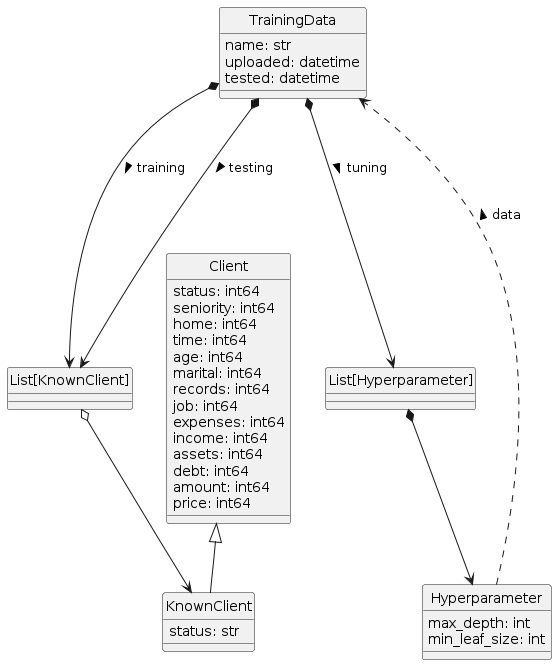 TrainingData
name: str
uploaded: datetime
tested: datetime
training
testing
tuning
data
Client
status: int64
seniority: int64
home: int64
time: int64
age: int64
marital: int64
records: int64
job: int64
expenses: int64
income: int64
assets: int64
debt: int64
amount: int64
price: int64
List[KnownClient]
List[Hyperparameter]
KnownClient
status: str
Hyperparameter
max_depth: int
min_leaf_size: int